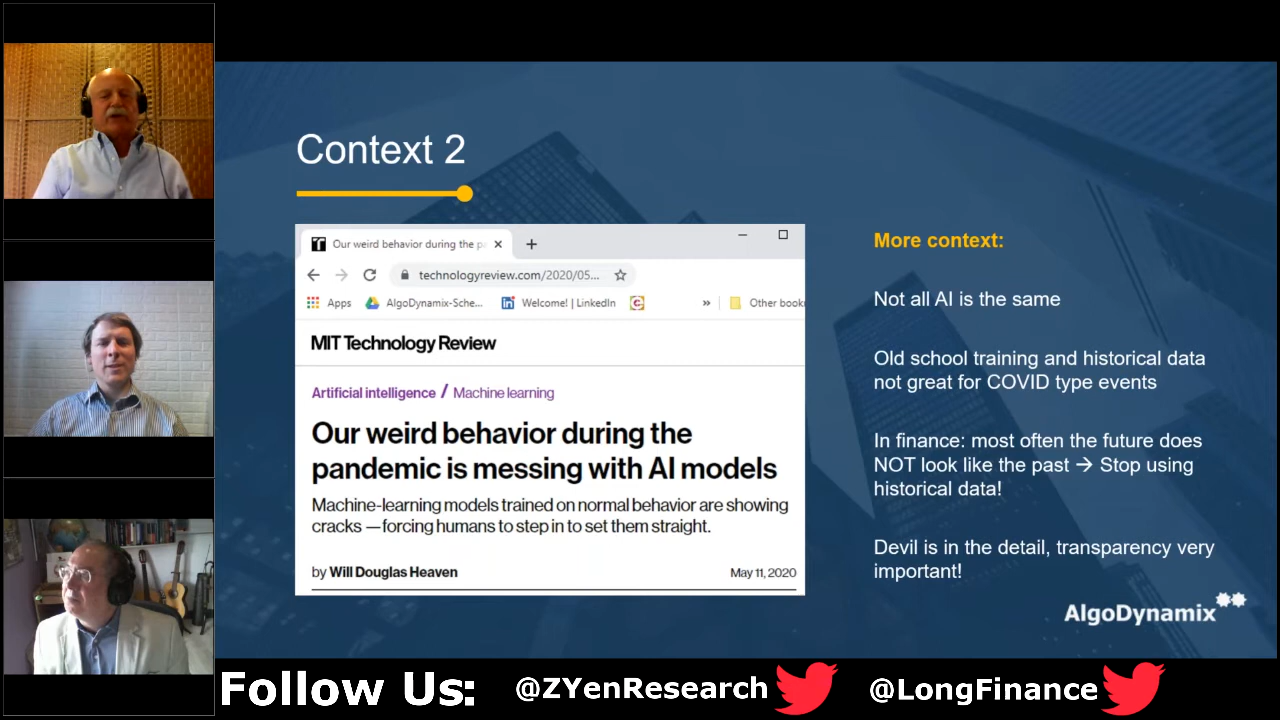 Context 2
Our weird behavior during the p
technologyreview.com/2020/05...
Apps
AlgoDynamix-Sche...
Welcome! | LinkedIn
»
Other book
MIT Technology Review
Artificial intelligence / Machine learning
Our weird behavior during the
pandemic is messing with AI models
Machine-learning models trained on normal behavior are showing
cracks —forcing humans to step in to set them straight.
by Will Douglas Heaven
May 11, 2020
More context:
Not all AI is the same
Old school training and historical data
not great for COVID type events
In finance: most often the future does
NOT look like the past → Stop using
historical data!
Devil is in the detail, transparency very
important!
AlgoDynamix
Follow Us:
@ZYenResearch
@LongFinance